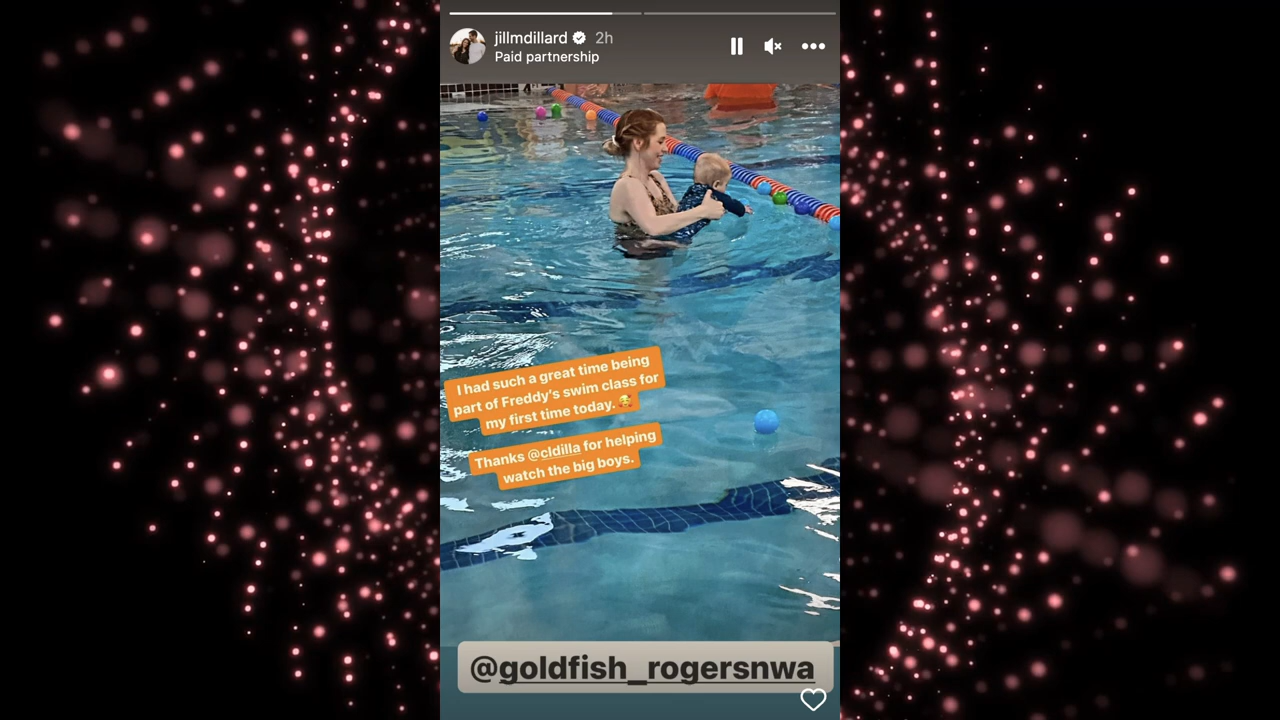 jillmdillard 2h
Paid partnership
I had such a great time being
part of Freddy's swim class for
my first time today. 🥰
Thanks @cldilla for helping
watch the big boys.
@goldfish_rogersnwa